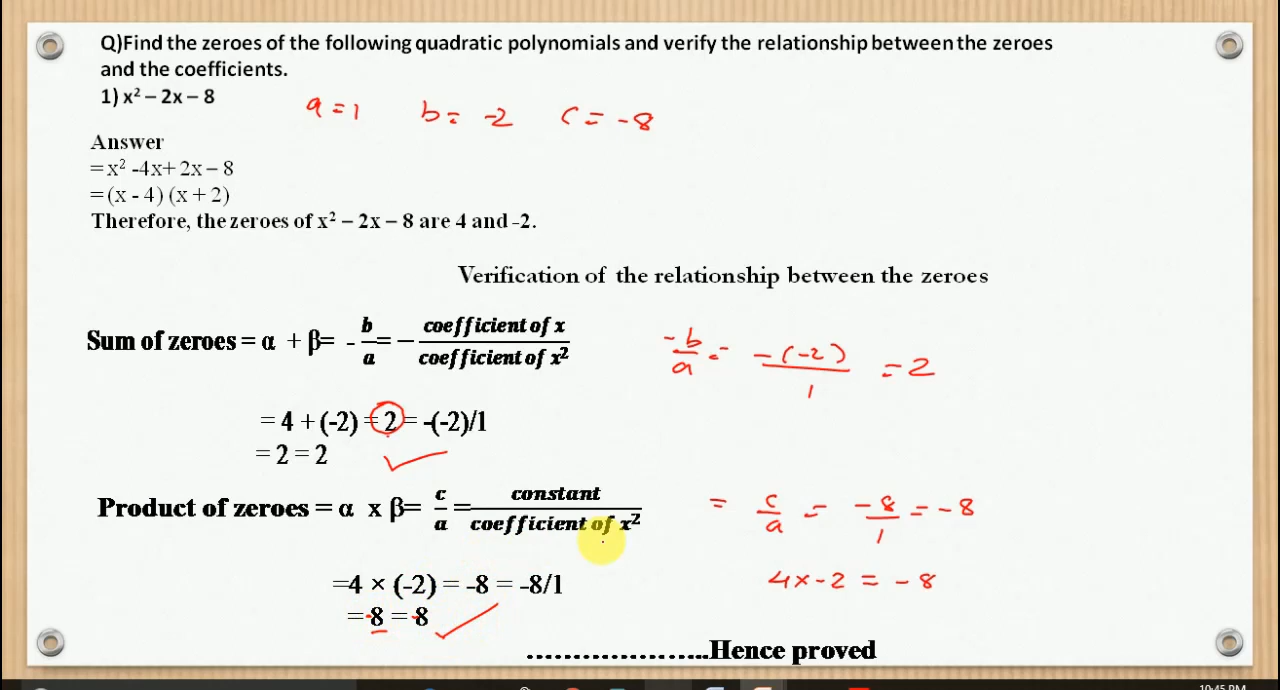 Q)Find the zeroes of the following quadratic polynomials and verify the relationship between the zeroes
and the coefficients.
1) x² – 2x – 8
a = 1 b = -2 c = -8
Answer
= x² -4x+ 2x – 8
= (x - 4) (x + 2)
Therefore, the zeroes of x² – 2x – 8 are 4 and -2.
Verification of the relationship between the zeroes
Sum of zeroes = α + β= - b/a = – coefficient of x / coefficient of x²
-b/a = -(-2)/1 = 2
= 4 + (-2) = 2 = -(-2)/1
= 2 = 2
Product of zeroes = α x β= c/a = constant / coefficient of x²
= c/a = -8/1 = -8
=4 × (-2) = -8 = -8/1
4x-2 = -8
= -8 = -8
.....................Hence proved